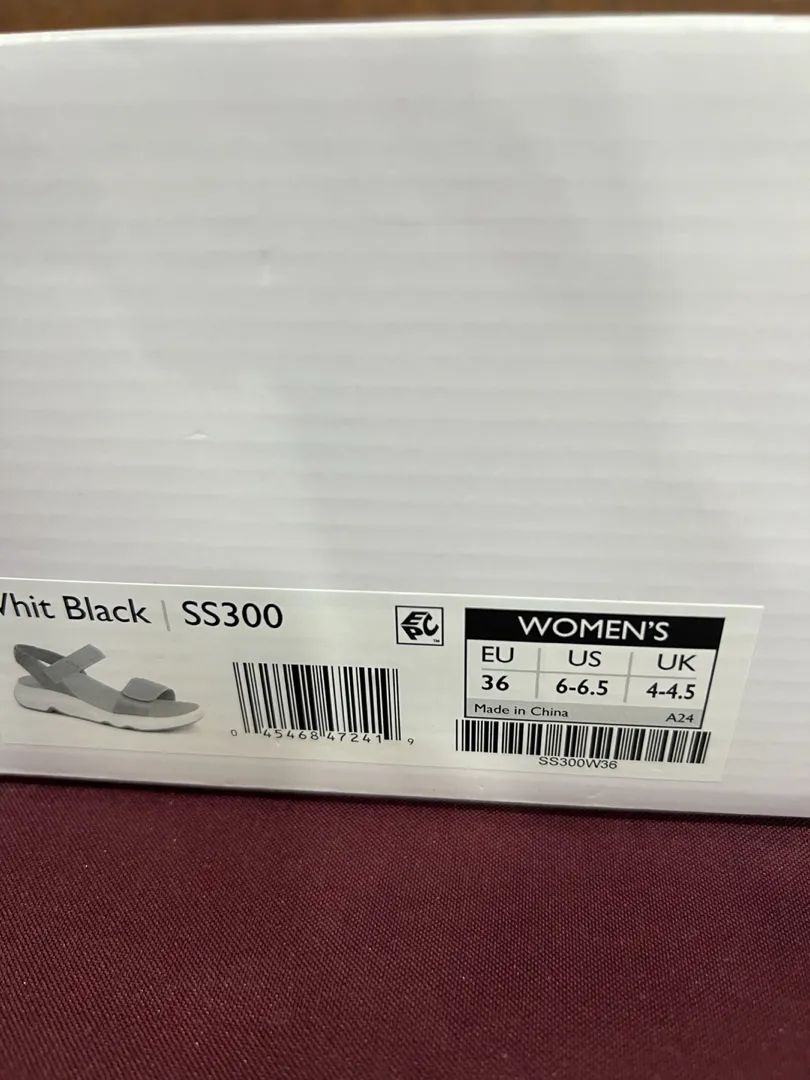 Whit Black | SS300
EPC™
WOMEN'S
EU US UK
36 6-6.5 4-4.5
Made in China A24
0 45468 47241 9
SS300W36